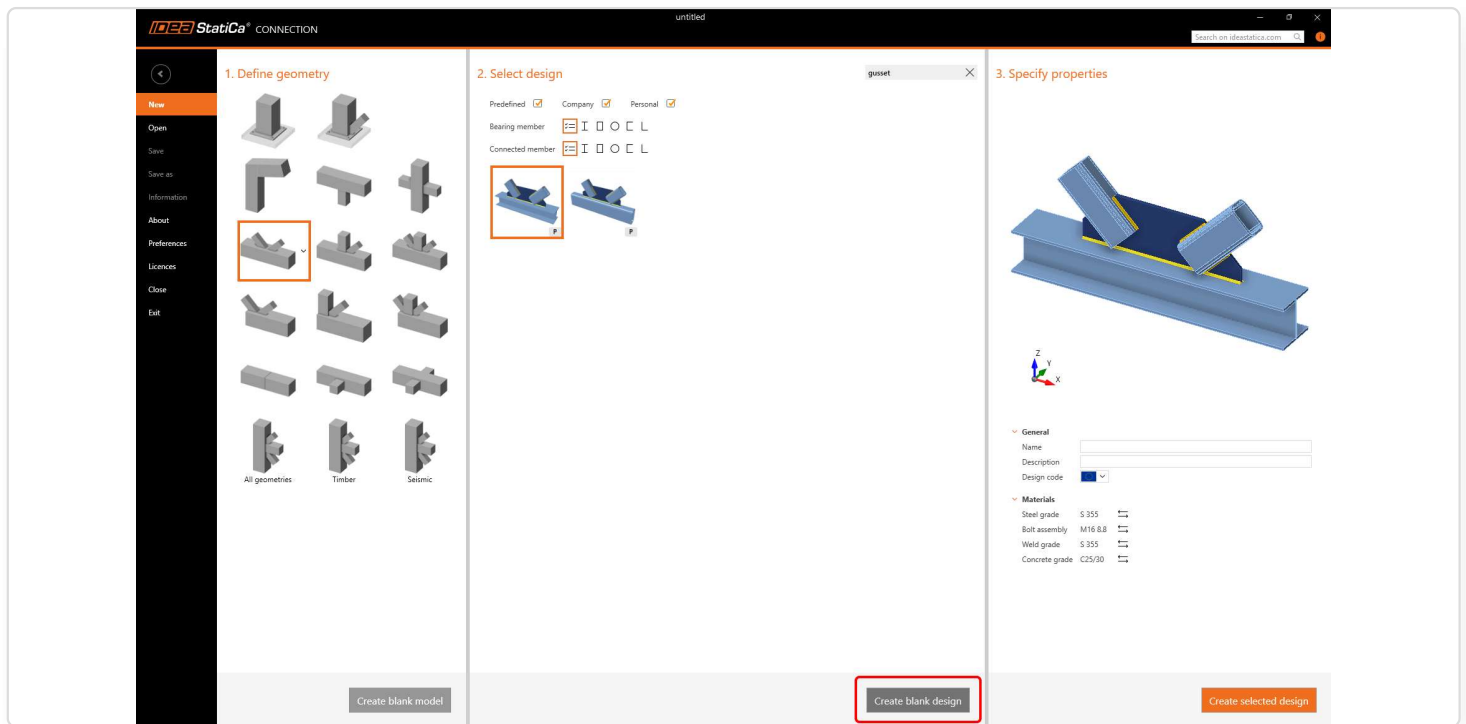 untitled
IDEA StatiCa® CONNECTION
Search on ideastatica.com
New
Open
Save
Save as
Information
About
Preferences
Licences
Close
Exit
1. Define geometry
All geometries Timber Seismic
Create blank model
2. Select design
gusset
Predefined Company Personal
Bearing member
Connected member
P P
Create blank design
3. Specify properties
Z
Y
X
General
Name
Description
Design code
Materials
Steel grade S 355
Bolt assembly M16 8.8
Weld grade S 355
Concrete grade C25/30
Create selected design